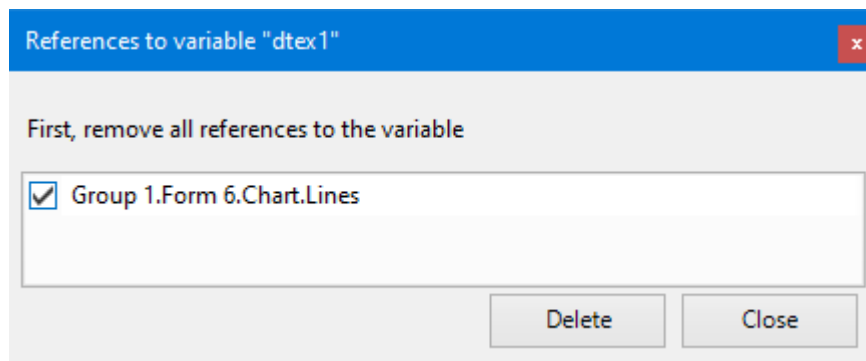 References to variable "dtex1"
x
First, remove all references to the variable
Group 1.Form 6.Chart.Lines
Delete
Close